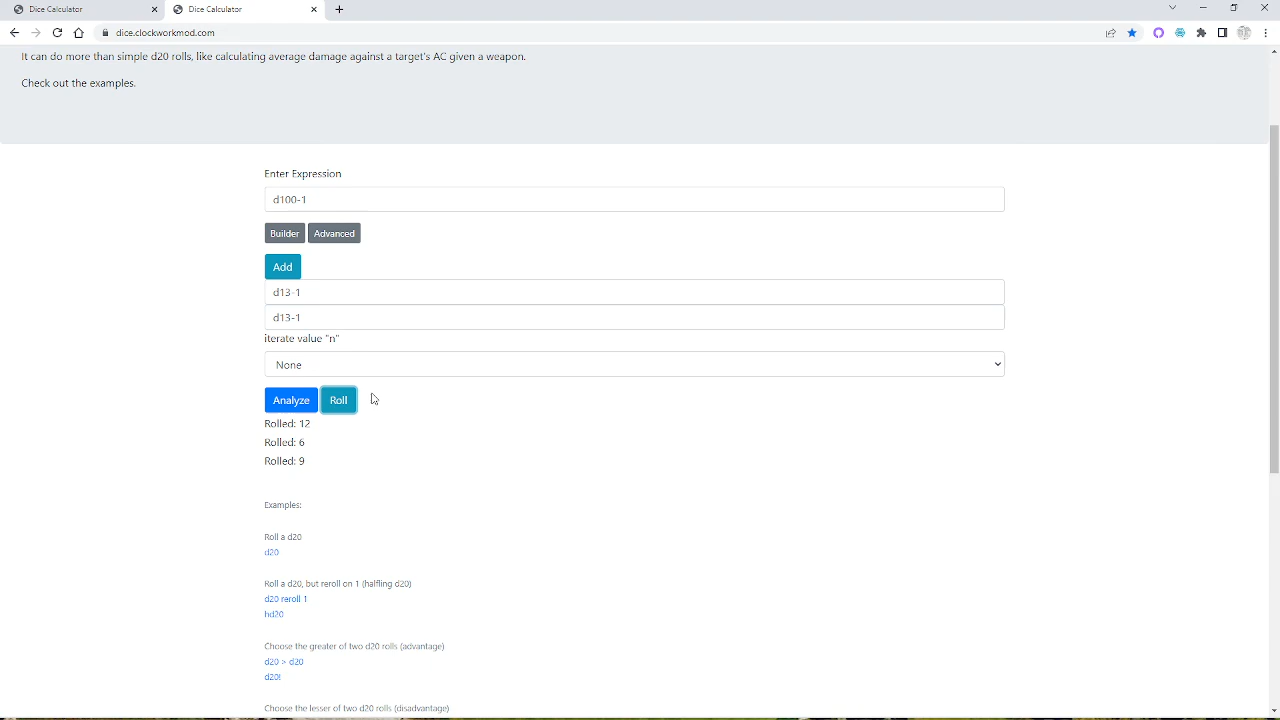 Dice Calculator
Dice Calculator
dice.clockworkmod.com
It can do more than simple d20 rolls, like calculating average damage against a target's AC given a weapon.
Check out the examples.
Enter Expression
d100-1
Builder Advanced
Add
d13-1
d13-1
iterate value "n"
None
Analyze Roll
Rolled: 12
Rolled: 6
Rolled: 9
Examples:
Roll a d20
d20
Roll a d20, but reroll on 1 (halfling d20)
d20 reroll 1
hd20
Choose the greater of two d20 rolls (advantage)
d20 > d20
d20!
Choose the lesser of two d20 rolls (disadvantage)